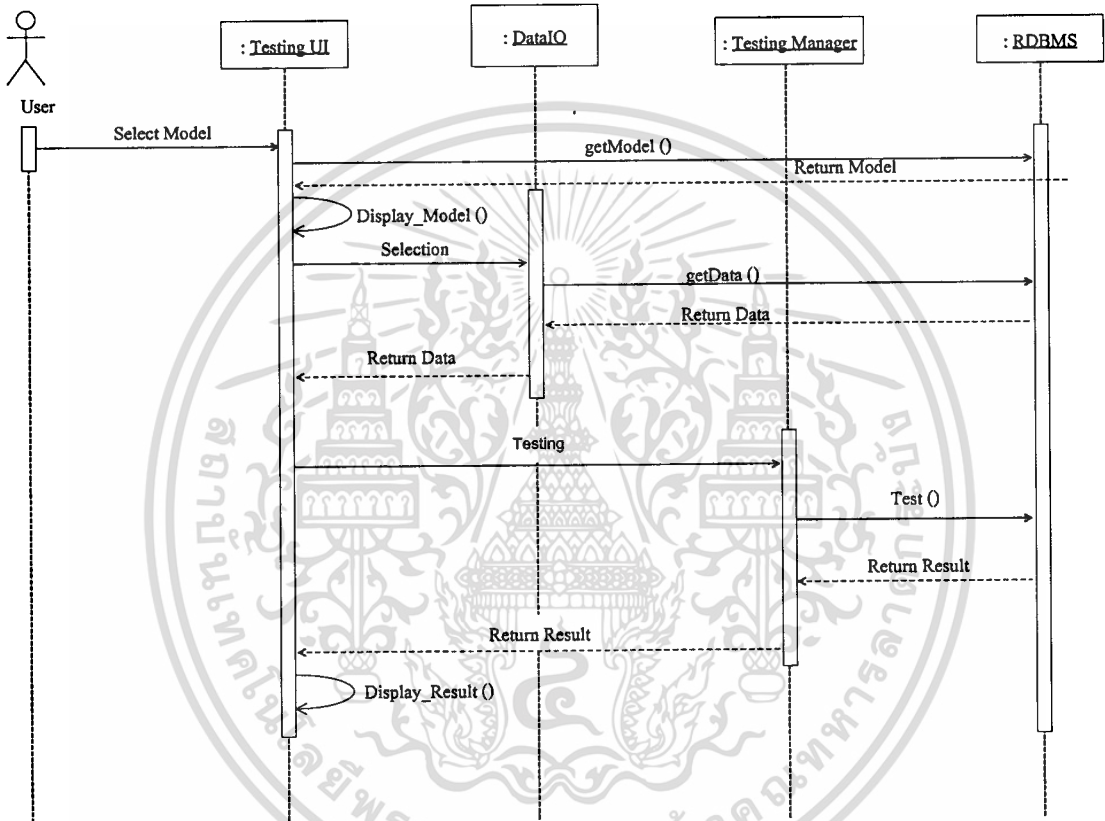 : Testing UI
: DataIO
: Testing Manager
: RDBMS
User
Select Model
getModel ()
Return Model
Display_Model ()
Selection
getData ()
Return Data
Return Data
Testing
Test ()
Return Result
Return Result
Display_Result ()